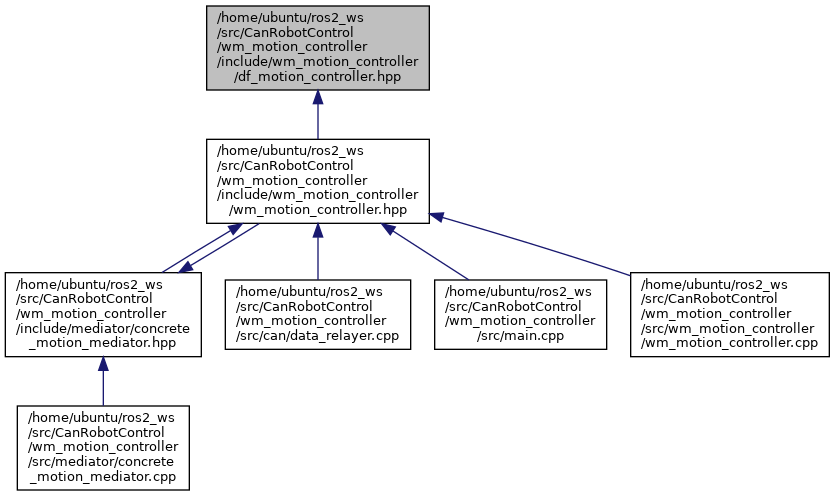 /home/ubuntu/ros2_ws
/src/CanRobotControl
/wm_motion_controller
/include/wm_motion_controller
/df_motion_controller.hpp
/home/ubuntu/ros2_ws
/src/CanRobotControl
/wm_motion_controller
/include/wm_motion_controller
/wm_motion_controller.hpp
/home/ubuntu/ros2_ws
/src/CanRobotControl
/wm_motion_controller
/include/mediator/concrete
_motion_mediator.hpp
/home/ubuntu/ros2_ws
/src/CanRobotControl
/wm_motion_controller
/src/can/data_relayer.cpp
/home/ubuntu/ros2_ws
/src/CanRobotControl
/wm_motion_controller
/src/main.cpp
/home/ubuntu/ros2_ws
/src/CanRobotControl
/wm_motion_controller
/src/wm_motion_controller
/wm_motion_controller.cpp
/home/ubuntu/ros2_ws
/src/CanRobotControl
/wm_motion_controller
/src/mediator/concrete
_motion_mediator.cpp